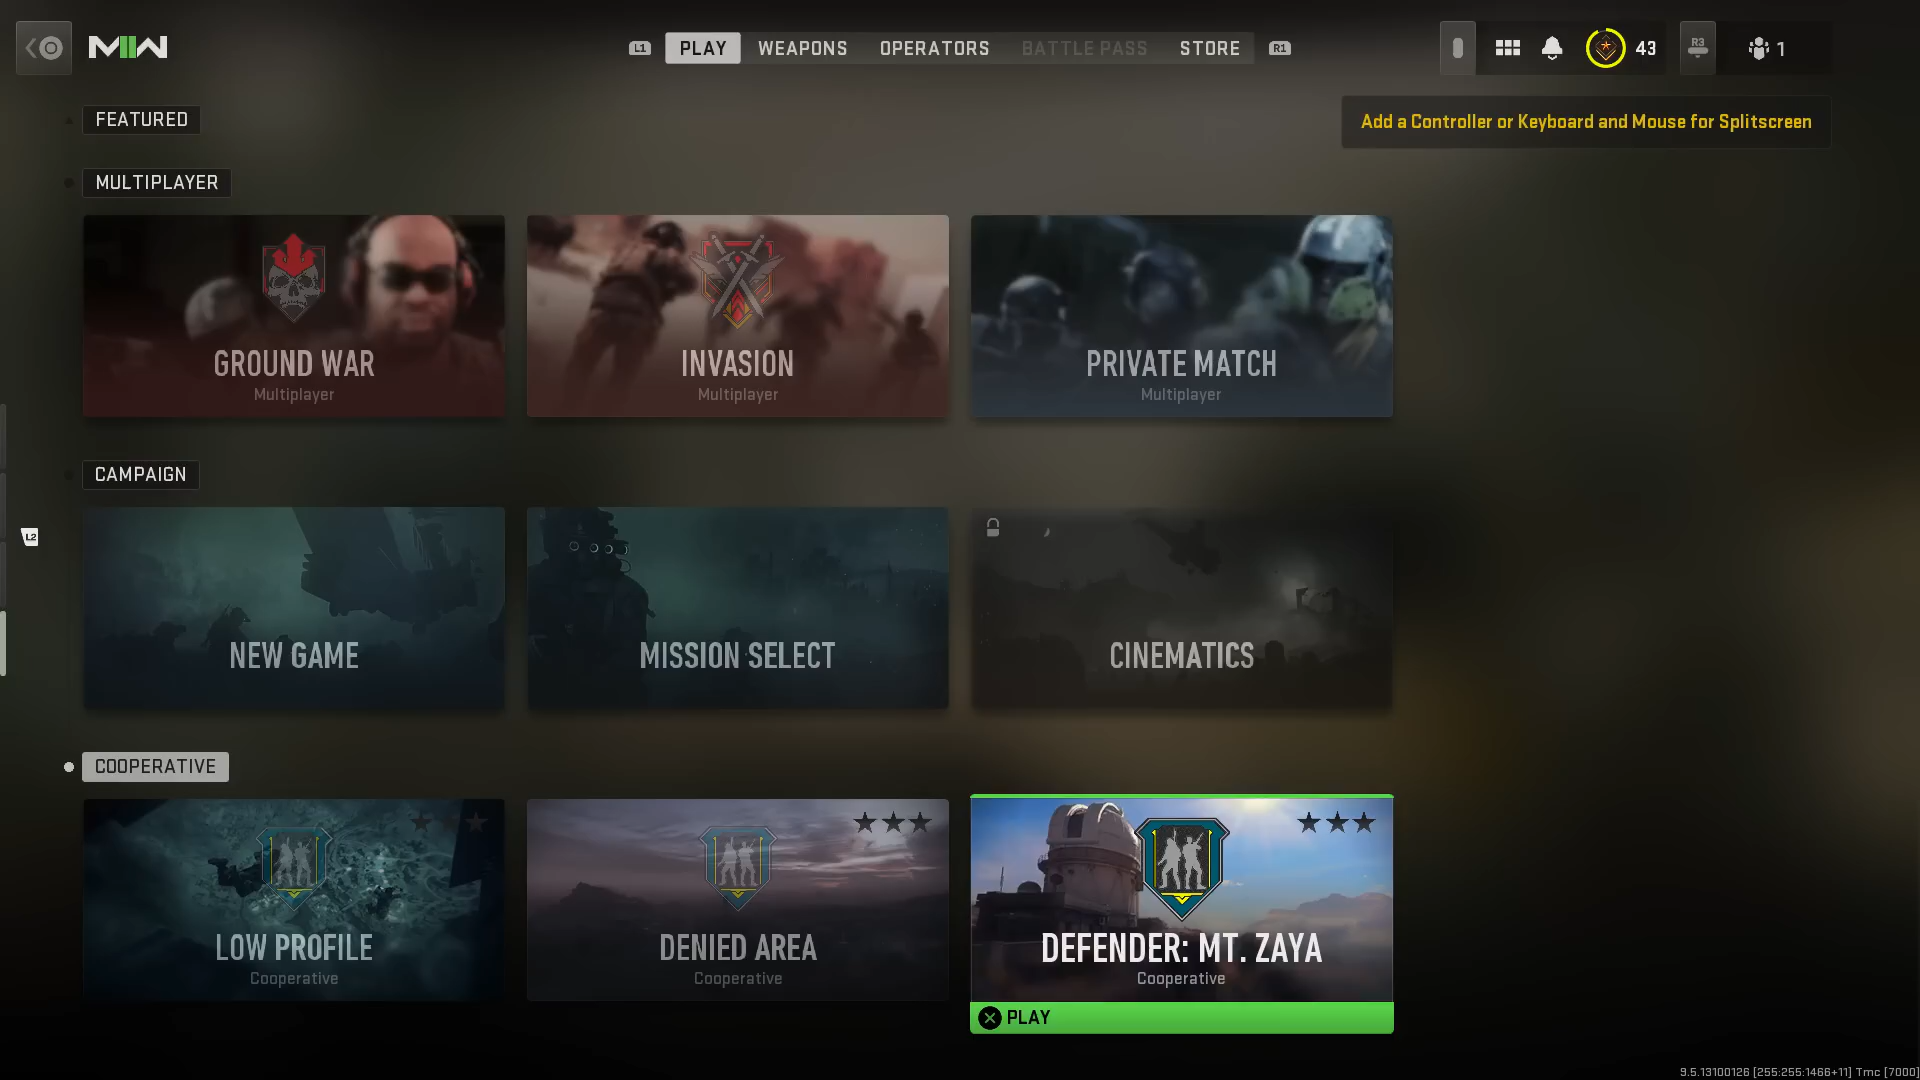 MW
L1
PLAY
WEAPONS
OPERATORS
BATTLE PASS
STORE
R1
43
R3
1
FEATURED
Add a Controller or Keyboard and Mouse for Splitscreen
MULTIPLAYER
GROUND WAR
Multiplayer
INVASION
Multiplayer
PRIVATE MATCH
Multiplayer
CAMPAIGN
L2
NEW GAME
MISSION SELECT
CINEMATICS
COOPERATIVE
LOW PROFILE
Cooperative
DENIED AREA
Cooperative
DEFENDER: MT. ZAYA
Cooperative
PLAY
9.5.13100126 [255:255:1466+11] Tmc [7000]